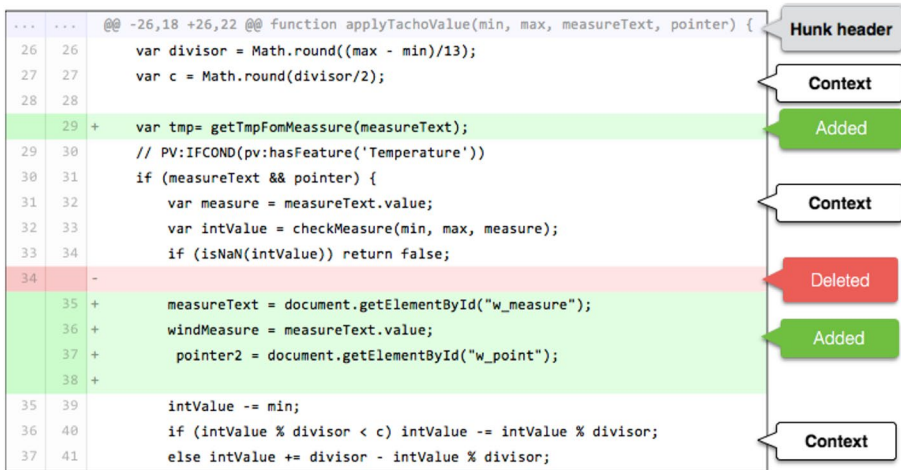 ... ... @@ -26,18 +26,22 @@ function applyTachoValue(min, max, measureText, pointer) { Hunk header
26 26 var divisor = Math.round((max - min)/13);
27 27 var c = Math.round(divisor/2);
Context
28 28
29 + var tmp= getTmpFomMeassure(measureText); Added
29 30 // PV:IFCOND(pv:hasFeature('Temperature'))
30 31 if (measureText && pointer) {
31 32 var measure = measureText.value; Context
32 33 var intValue = checkMeasure(min, max, measure);
33 34 if (isNaN(intValue)) return false;
34 - Deleted
35 + measureText = document.getElementById("w_measure");
36 + windMeasure = measureText.value; Added
37 + pointer2 = document.getElementById("w_point");
38 +
35 39 intValue -= min;
36 40 if (intValue % divisor < c) intValue -= intValue % divisor; Context
37 41 else intValue += divisor - intValue % divisor;